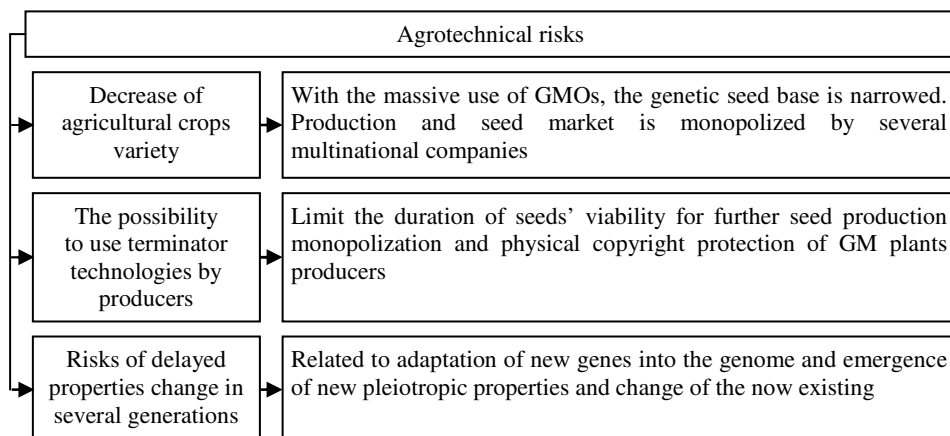 Agrotechnical risks
Decrease of
agricultural crops
variety
With the massive use of GMOs, the genetic seed base is narrowed.
Production and seed market is monopolized by several
multinational companies
The possibility
to use terminator
technologies by
producers
Limit the duration of seeds’ viability for further seed production
monopolization and physical copyright protection of GM plants
producers
Risks of delayed
properties change in
several generations
Related to adaptation of new genes into the genome and emergence
of new pleiotropic properties and change of the now existing